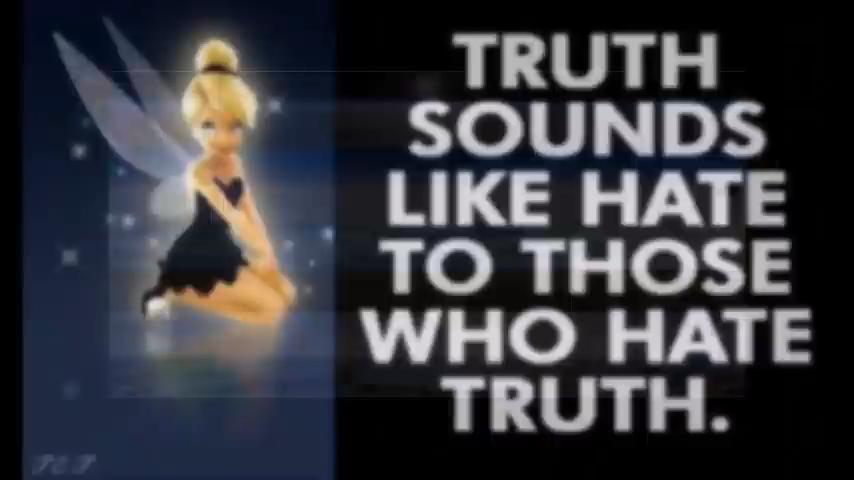 TRUTH
SOUNDS
LIKE HATE
TO THOSE
WHO HATE
TRUTH.